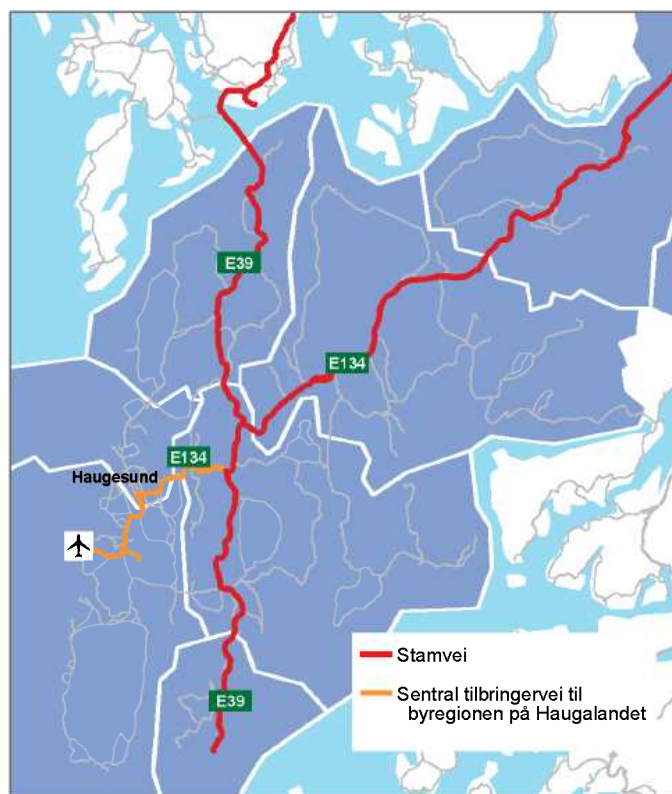 E39
E134
E134
Haugesund
Stamvei
Sentral tilbringervei til
byregionen på Haugalandet
E39